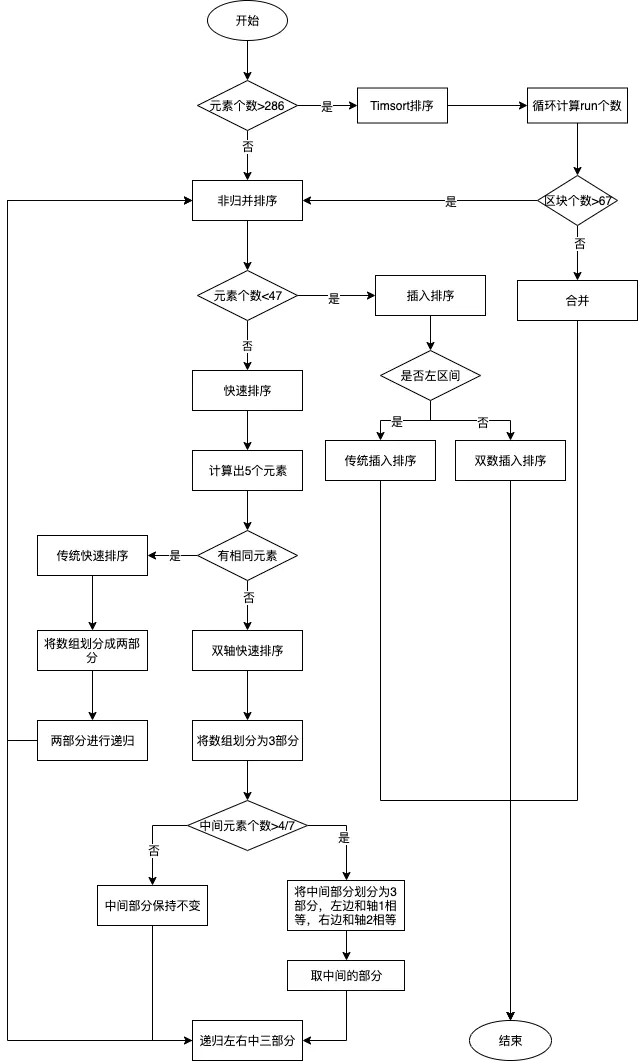 开始
元素个数>286
是
Timsort排序
循环计算run个数
否
非归并排序
是
区块个数>67
否
元素个数<47
是
插入排序
合并
否
是否左区间
快速排序
是
否
传统插入排序
双数插入排序
计算出5个元素
传统快速排序
是
有相同元素
否
将数组划分成两部
分
双轴快速排序
两部分进行递归
将数组划分为3部分
中间元素个数>4/7
否
是
中间部分保持不变
将中间部分划分为3
部分，左边和轴1相
等，右边和轴2相等
取中间的部分
递归左右中三部分
结束